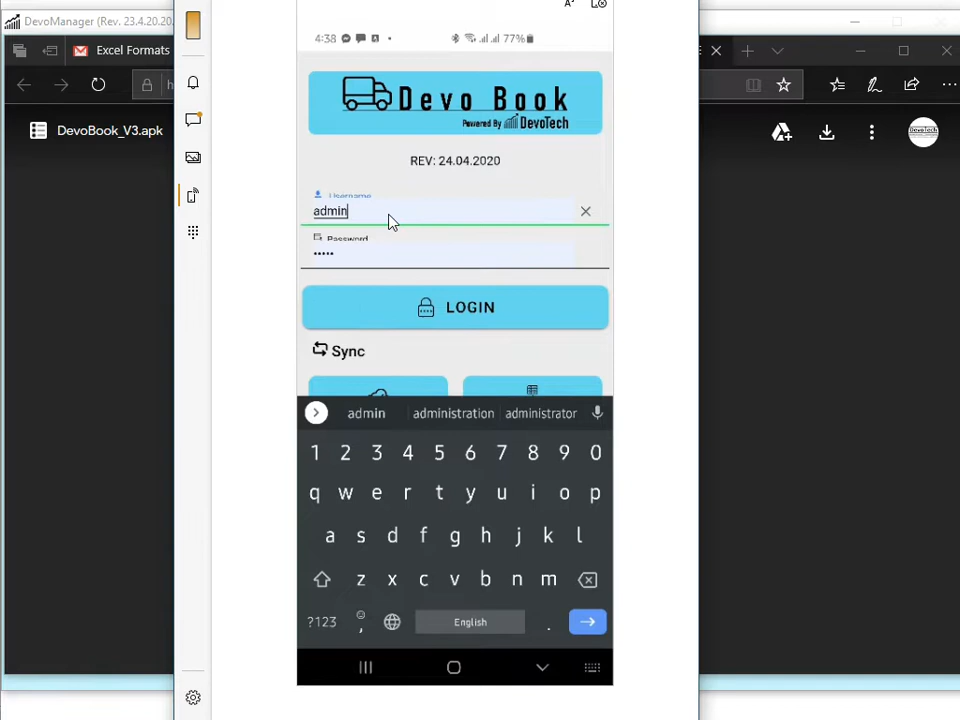 DevoManager (Rev. 23.4.20.20
Excel Formats
DevoBook_V3.apk
DevoTech
4:38
77%
Devo Book
Powered By DevoTech
REV: 24.04.2020
Username
admin
Password
•••••
LOGIN
Sync
admin administration administrator
1 2 3 4 5 6 7 8 9 0
q w e r t y u i o p
a s d f g h j k l
z x c v b n m
?123 , English .